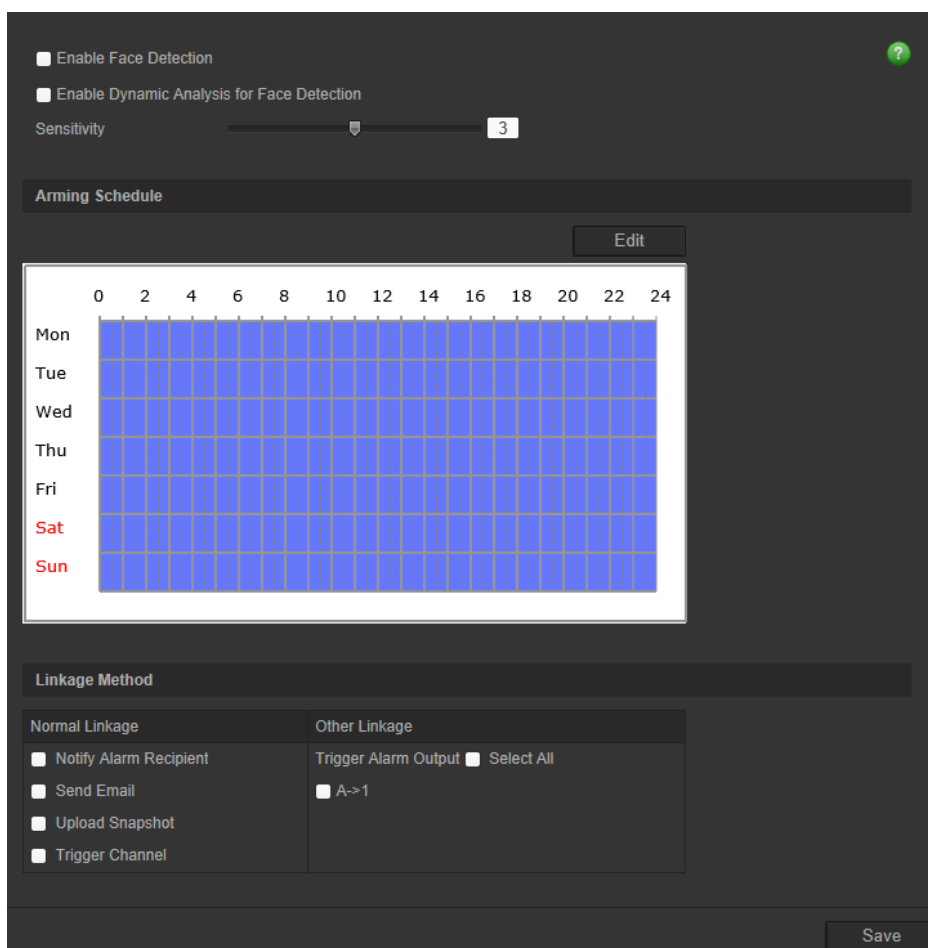 Enable Face Detection
?
Enable Dynamic Analysis for Face Detection
Sensitivity 3
Arming Schedule
Edit
0 2 4 6 8 10 12 14 16 18 20 22 24
Mon
Tue
Wed
Thu
Fri
Sat
Sun
Linkage Method
Normal Linkage Other Linkage
Notify Alarm Recipient Trigger Alarm Output Select All
Send Email A->1
Upload Snapshot
Trigger Channel
Save